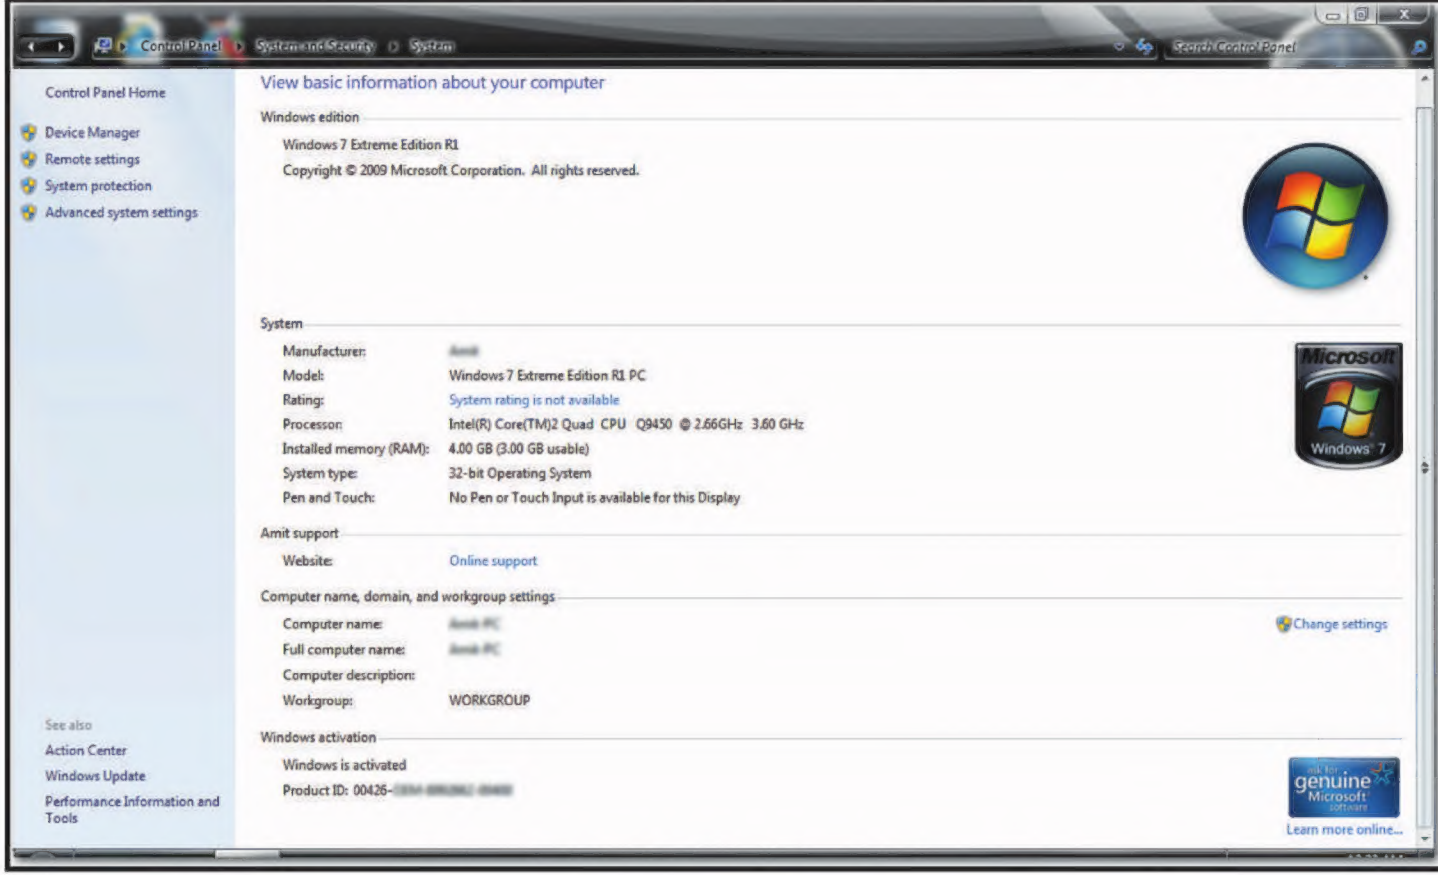 Control Panel
System and Security
System
Search Control Panel
Control Panel Home
Device Manager
Remote settings
System protection
Advanced system settings
See also
Action Center
Windows Update
Performance Information and
Tools
View basic information about your computer
Windows edition
Windows 7 Extreme Edition R1
Copyright © 2009 Microsoft Corporation. All rights reserved.
System
Manufacturer:
Model: Windows 7 Extreme Edition R1 PC
Rating: System rating is not available
Processor: Intel(R) Core(TM)2 Quad CPU Q9450 @ 2.66GHz 3.60 GHz
Installed memory (RAM): 4.00 GB (3.00 GB usable)
System type: 32-bit Operating System
Pen and Touch: No Pen or Touch Input is available for this Display
Microsoft
Windows 7
Amit support
Website: Online support
Computer name, domain, and workgroup settings
Computer name:
Change settings
Full computer name:
Computer description:
Workgroup: WORKGROUP
Windows activation
Windows is activated
Product ID: 00426-
ask for
genuine
Microsoft
software
Learn more online...